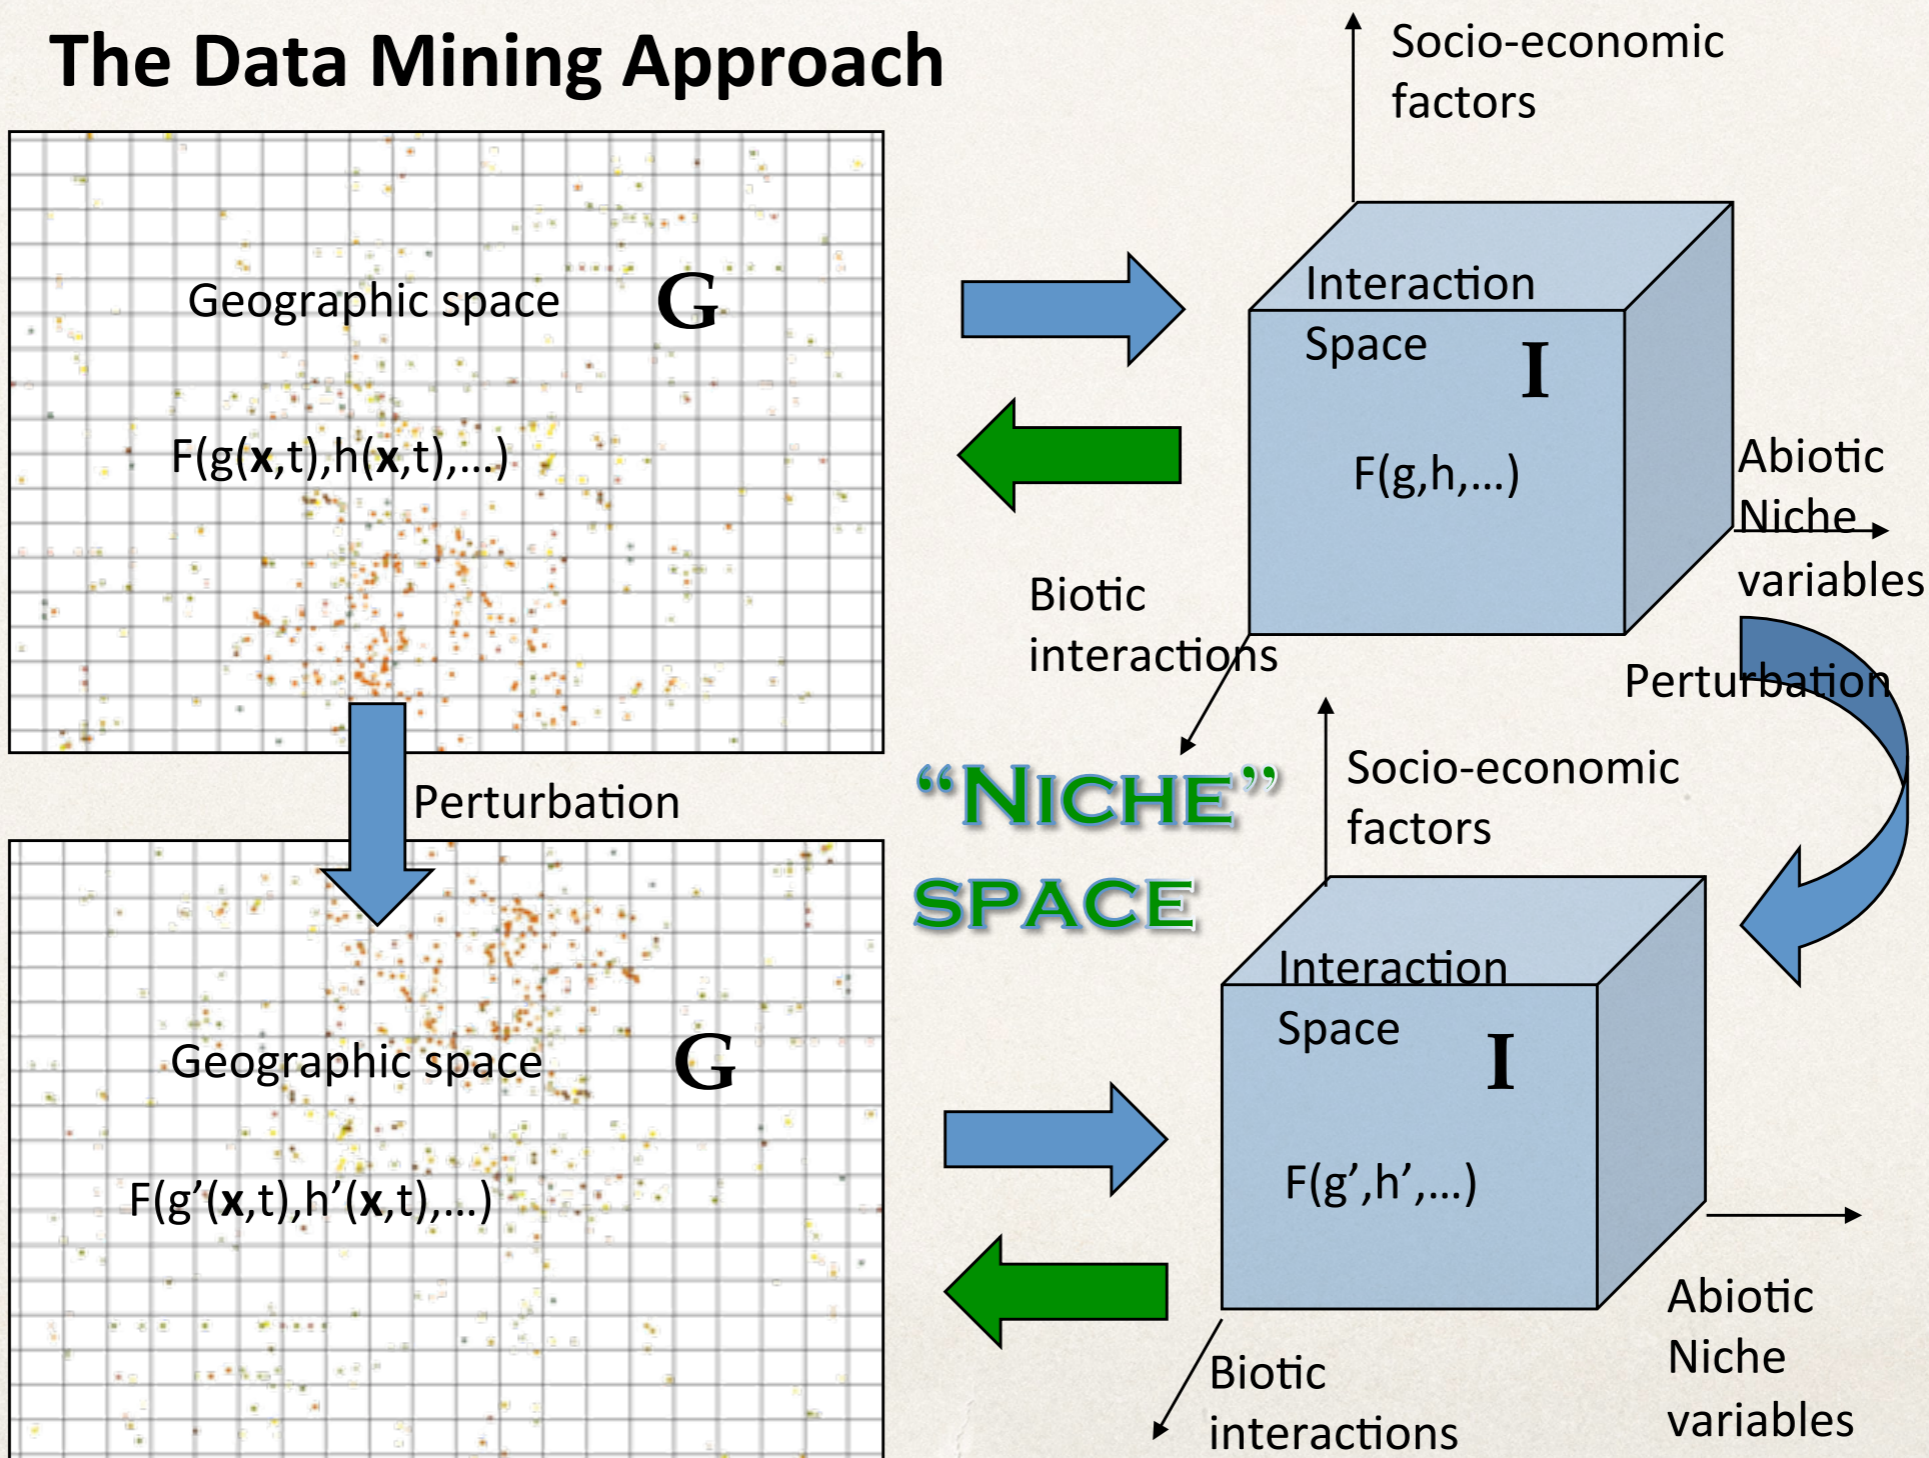 The Data Mining Approach
Socio-economic
factors
Geographic space G
F(g(x,t),h(x,t),...)
Interaction
Space I
F(g,h,...)
Abiotic
Niche
variables
Biotic
interactions
Perturbation
Perturbation
“NICHE”
SPACE
Socio-economic
factors
Geographic space G
F(g’(x,t),h’(x,t),...)
Interaction
Space I
F(g’,h’,...)
Abiotic
Niche
variables
Biotic
interactions